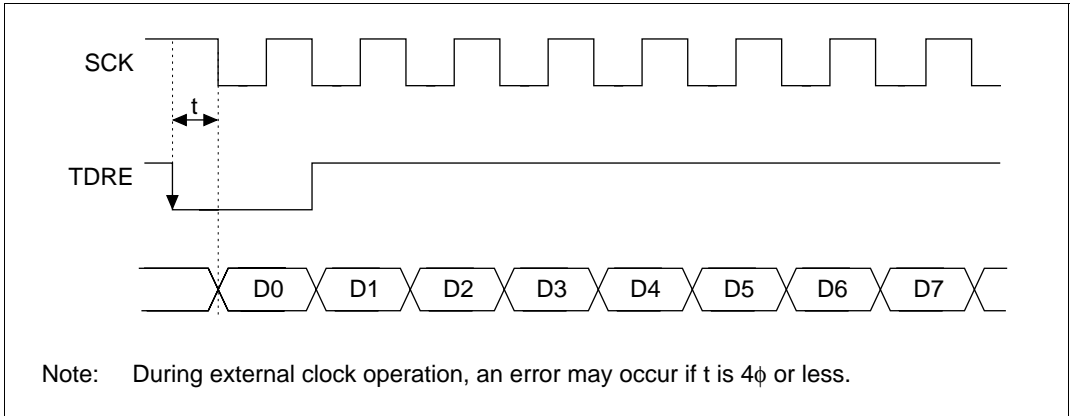 SCK
t
TDRE
D0 D1 D2 D3 D4 D5 D6 D7
Note: During external clock operation, an error may occur if t is 4ϕ or less.